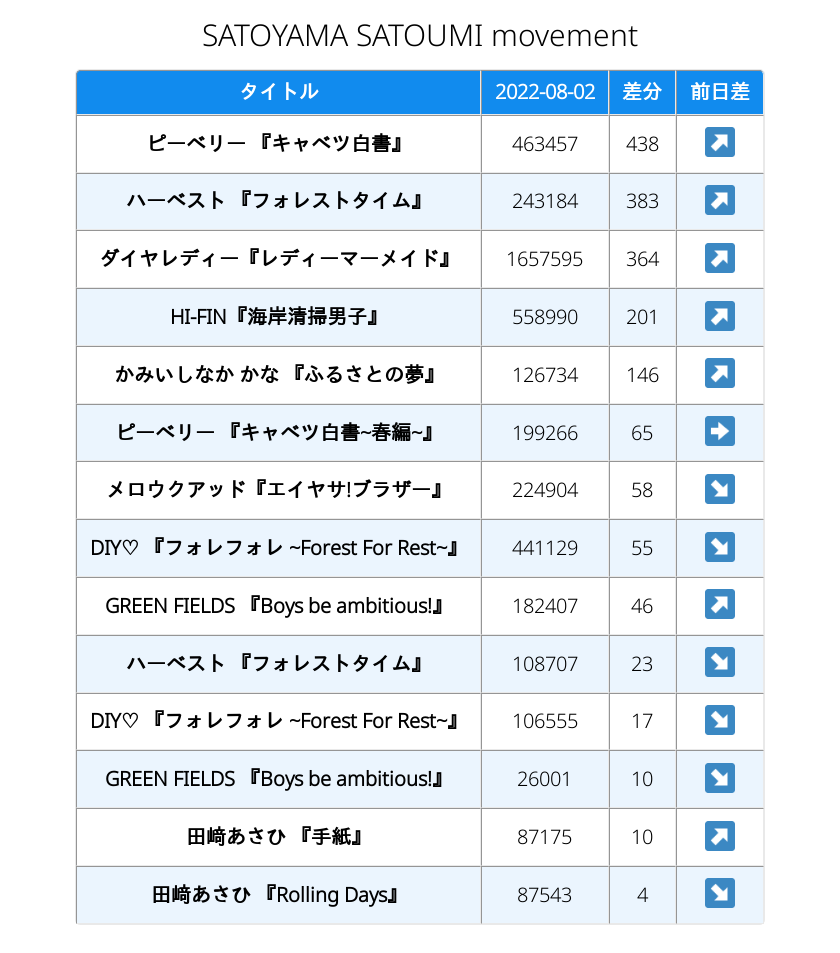 SATOYAMA SATOUMI movement
タイトル 2022-08-02 差分 前日差
ピーベリー 『キャベツ白書』 463457 438 ↗
ハーベスト 『フォレストタイム』 243184 383 ↗
ダイヤレディー『レディーマーメイド』 1657595 364 ↗
HI-FIN『海岸清掃男子』 558990 201 ↗
かみいしなか かな 『ふるさとの夢』 126734 146 ↗
ピーベリー 『キャベツ白書~春編~』 199266 65 ➡
メロウクアッド『エイヤサ!ブラザー』 224904 58 ↘
DIY♡ 『フォレフォレ ~Forest For Rest~』 441129 55 ↘
GREEN FIELDS 『Boys be ambitious!』 182407 46 ↗
ハーベスト 『フォレストタイム』 108707 23 ↘
DIY♡ 『フォレフォレ ~Forest For Rest~』 106555 17 ↘
GREEN FIELDS 『Boys be ambitious!』 26001 10 ↘
田﨑あさひ 『手紙』 87175 10 ↗
田﨑あさひ 『Rolling Days』 87543 4 ↘